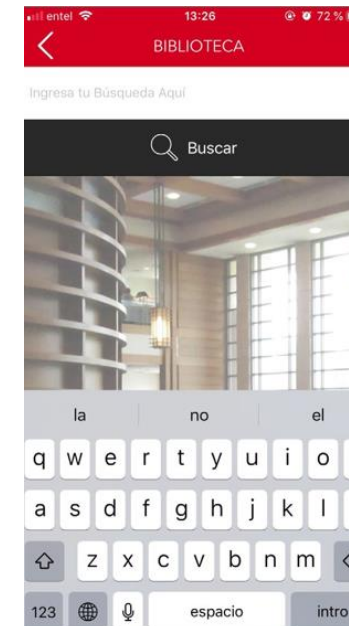 entel 13:26 72 %
BIBLIOTECA
Ingresa tu Búsqueda Aquí
Buscar
la no el
q w e r t y u i o
a s d f g h j k l
z x c v b n m
123 espacio intro